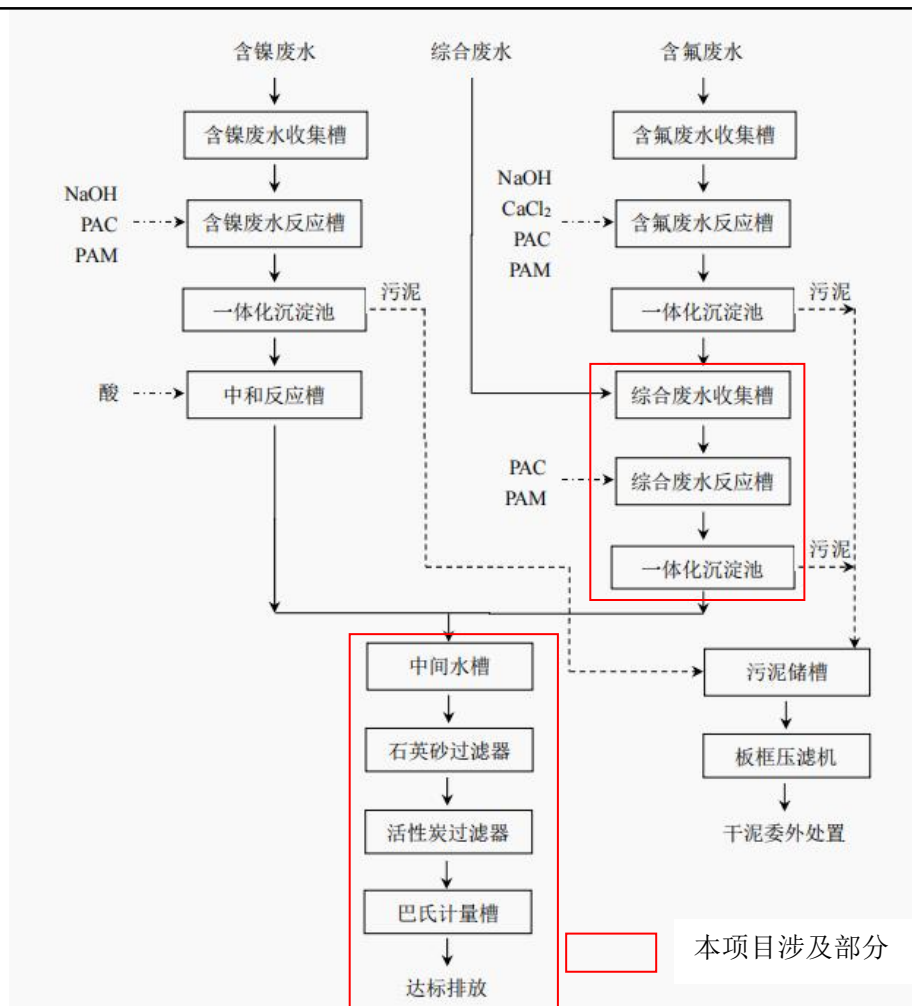 含镍废水
综合废水
含氟废水
含镍废水收集槽
含氟废水收集槽
NaOH
PAC
PAM
含镍废水反应槽
NaOH
CaCl₂
PAC
PAM
含氟废水反应槽
一体化沉淀池
污泥
一体化沉淀池
污泥
酸
中和反应槽
综合废水收集槽
PAC
PAM
综合废水反应槽
一体化沉淀池
污泥
中间水槽
污泥储槽
石英砂过滤器
板框压滤机
活性炭过滤器
干泥委外处置
巴氏计量槽
达标排放
本项目涉及部分